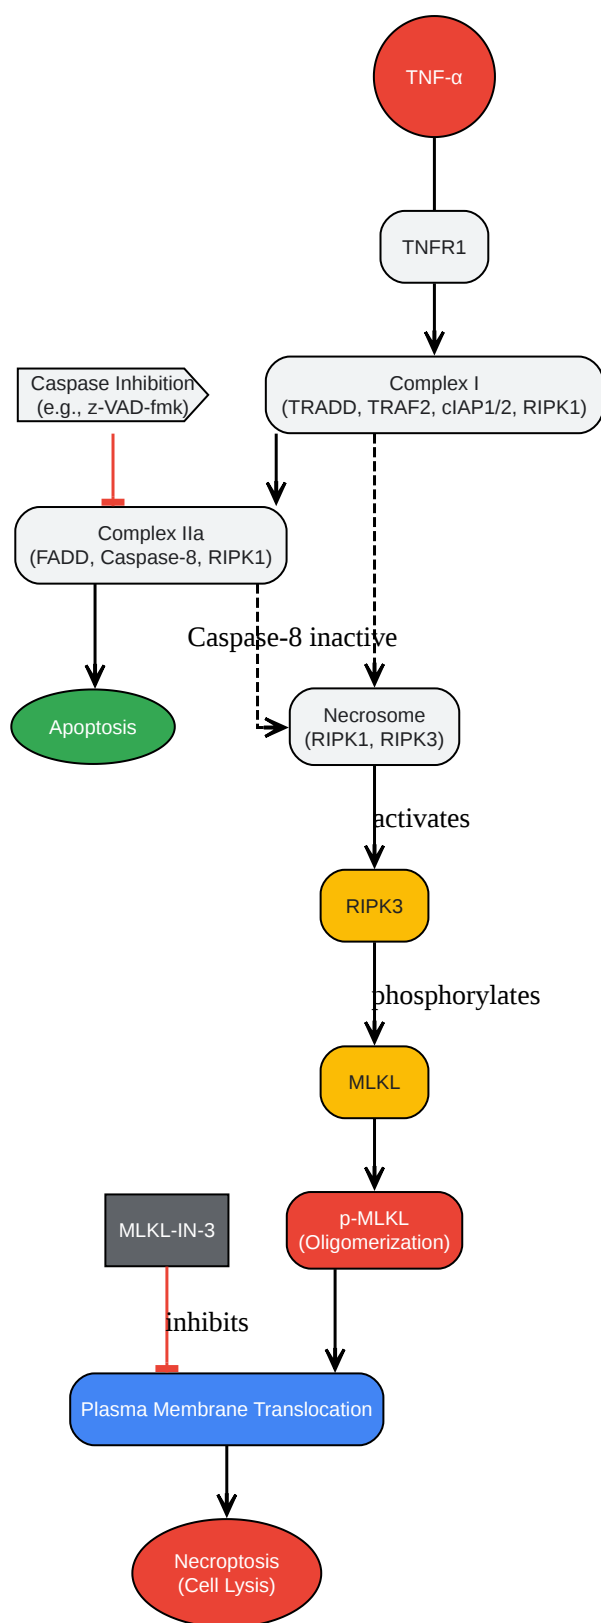 TNF-α
TNFR1
Caspase Inhibition
(e.g., z-VAD-fmk)
Complex I
(TRADD, TRAF2, cIAP1/2, RIPK1)
Complex IIa
(FADD, Caspase-8, RIPK1)
Caspase-8 inactive
Apoptosis
Necrosome
(RIPK1, RIPK3)
activates
RIPK3
phosphorylates
MLKL
MLKL-IN-3
p-MLKL
(Oligomerization)
inhibits
Plasma Membrane Translocation
Necroptosis
(Cell Lysis)